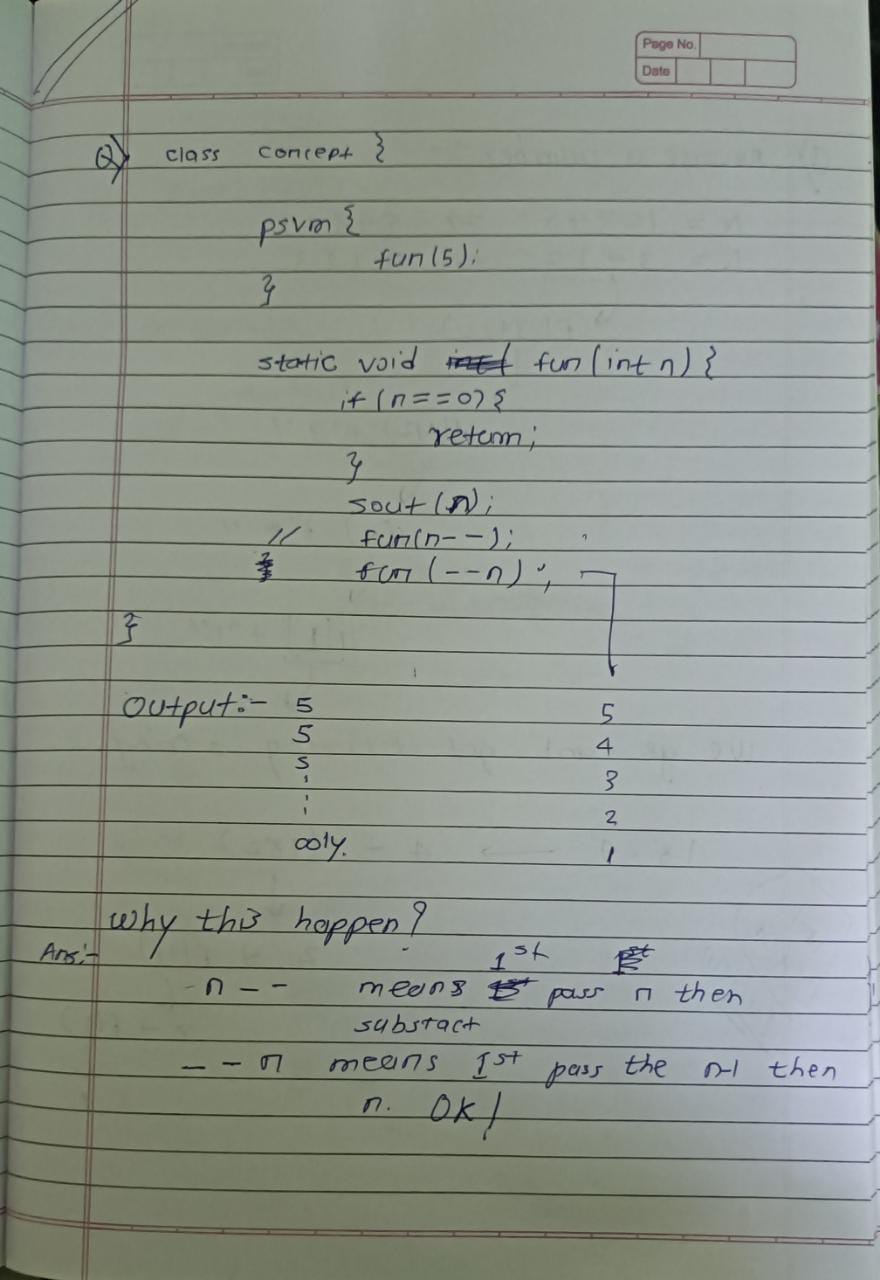 Page No.
Date
Q) class concept {
psvm {
fun(5);
}
static void fun(int n) {
if (n==0) {
return;
}
sout(n);
// fun(n--);
fun(--n);
}
Output:- 5 5
5 4
5 3
2
only. 1
Why this happen?
Ans:- 1st
n-- means pass n then
substact
--n means 1st pass the n-1 then
n. OK/